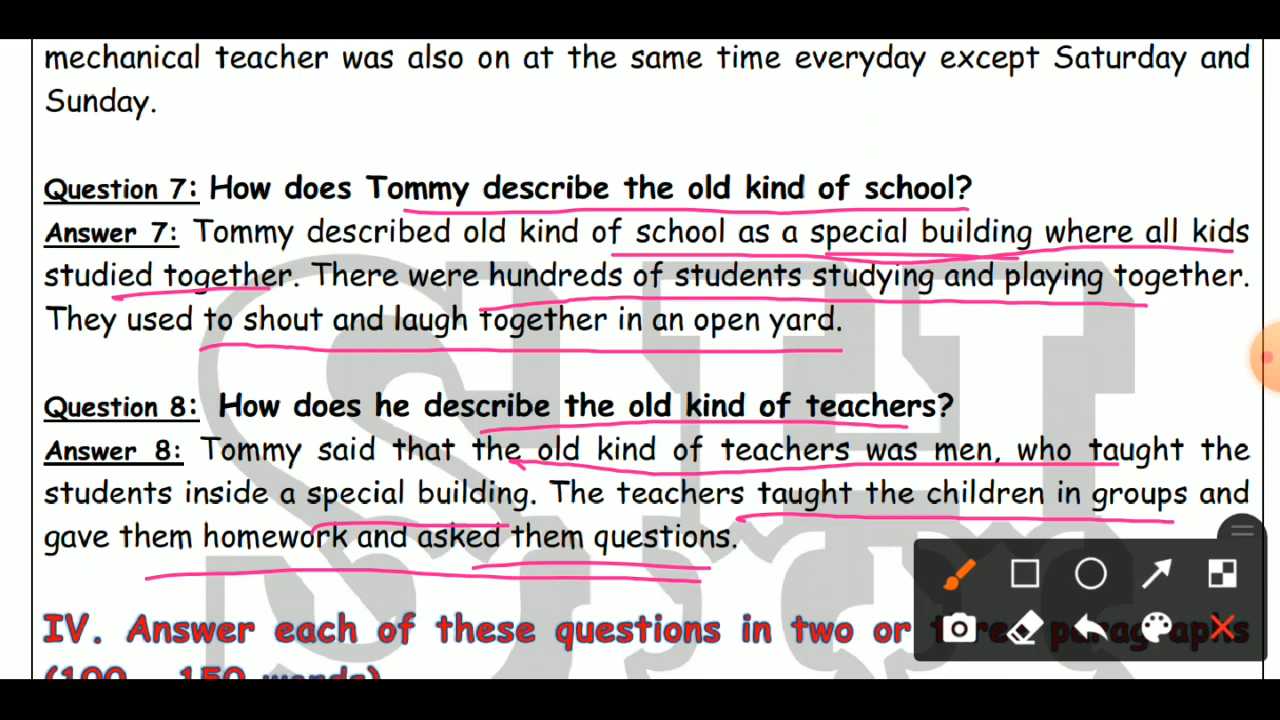 mechanical teacher was also on at the same time everyday except Saturday and
Sunday.
Question 7: How does Tommy describe the old kind of school?
Answer 7: Tommy described old kind of school as a special building where all kids
studied together. There were hundreds of students studying and playing together.
They used to shout and laugh together in an open yard.
Question 8: How does he describe the old kind of teachers?
Answer 8: Tommy said that the old kind of teachers was men, who taught the
students inside a special building. The teachers taught the children in groups and
gave them homework and asked them questions.
IV. Answer each of these questions in two or three paragraphs
(100 - 150 words)